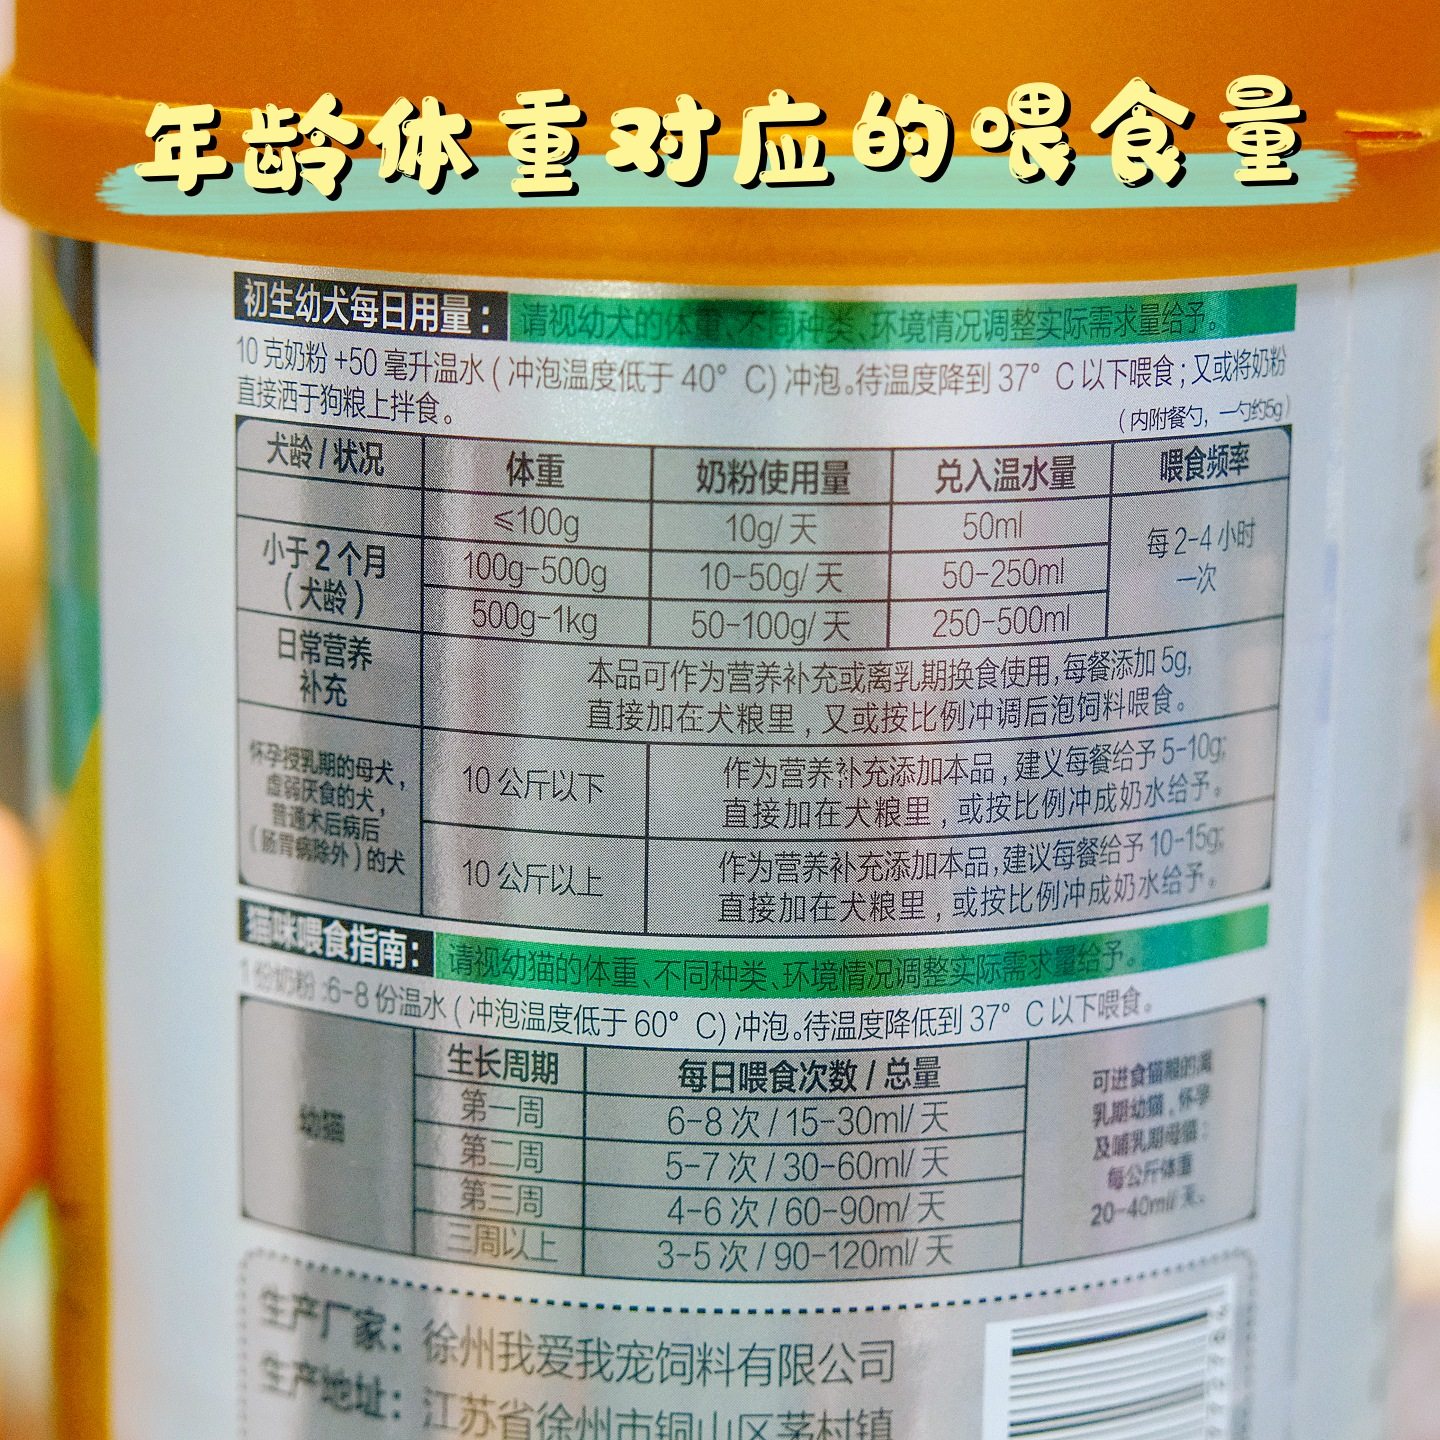 年龄体重对应的喂食量
初生幼犬每日用量：
请视幼犬的体重、不同种类、环境情况调整实际需求量给予。
10 克奶粉 +50 毫升温水 ( 冲泡温度低于 40° C) 冲泡。待温度降到 37° C 以下喂食 ; 又或将奶粉
直接洒于狗粮上拌食。
( 内附餐勺，一勺约5g )
犬龄 / 状况 体重 奶粉使用量 兑入温水量 喂食频率
≤100g 10g/ 天 50ml
小于 2 个月
( 犬龄 )
100g-500g 10-50g/ 天 50-250ml
500g-1kg 50-100g/ 天 250-500ml
每 2-4 小时
一次
日常营养
补充
本品可作为营养补充或离乳期换食使用，每餐添加 5g，
直接加在犬粮里，又或按比例冲调后泡饲料喂食。
怀孕授乳期的母犬，
虚弱厌食的犬，
普通术后病后
( 肠胃病除外 ) 的犬
10 公斤以下
作为营养补充添加本品，建议每餐给予 5-10g;
直接加在犬粮里，或按比例冲成奶水给予。
10 公斤以上
作为营养补充添加本品，建议每餐给予 10-15g;
直接加在犬粮里，或按比例冲成奶水给予。
猫咪喂食指南：
请视幼猫的体重、不同种类、环境情况调整实际需求量给予。
1 份奶粉 :6-8 份温水 ( 冲泡温度低于 60° C) 冲泡。待温度降低到 37° C 以下喂食。
幼猫
生长周期 每日喂食次数 / 总量
第一周 6-8 次 / 15-30ml/ 天
第二周 5-7 次 / 30-60ml/ 天
第三周 4-6 次 / 60-90m/ 天
三周以上 3-5 次 / 90-120ml/ 天
可进食猫粮的离
乳期幼猫，怀孕
及哺乳期母猫：
每公斤体重
20-40ml/ 天。
生产厂家：徐州我爱我宠饲料有限公司
生产地址：江苏省徐州市铜山区茅村镇